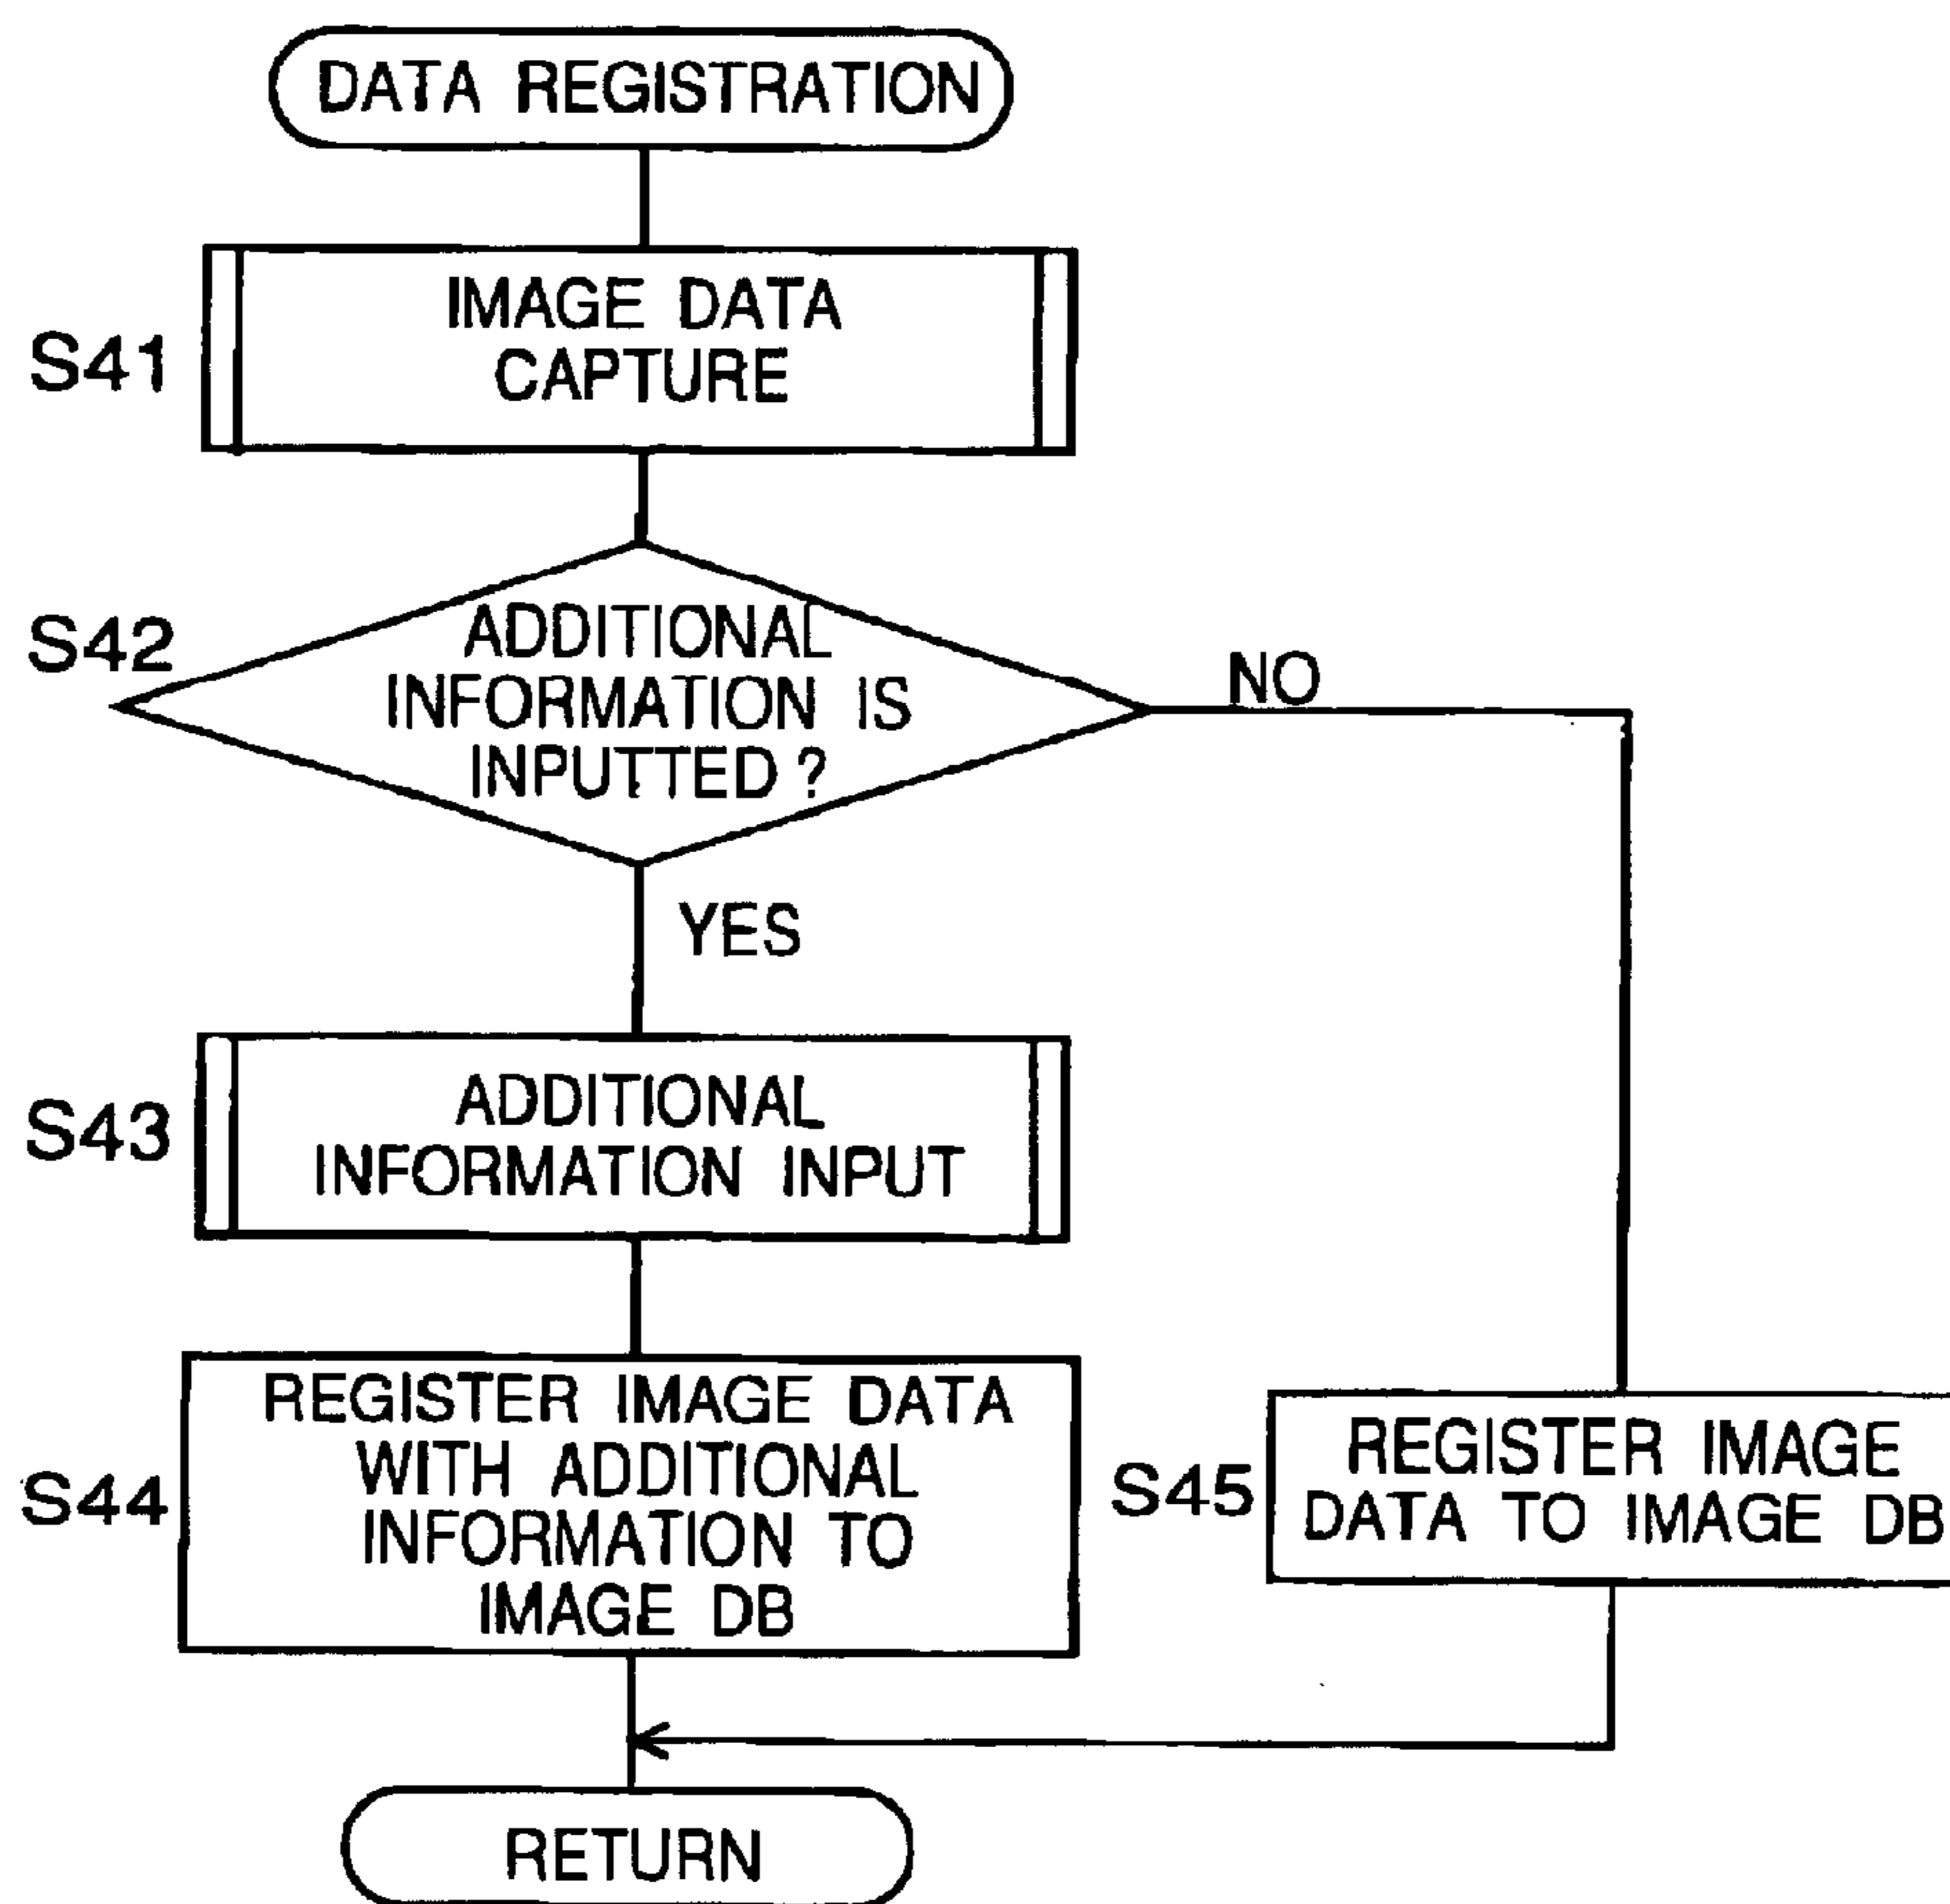 DATA REGISTRATION
S41
IMAGE DATA
CAPTURE
S42
ADDITIONAL
INFORMATION IS
INPUTTED ?
NO
YES
S43
ADDITIONAL
INFORMATION INPUT
S44
REGISTER IMAGE DATA
WITH ADDITIONAL
INFORMATION TO
IMAGE DB
S45
REGISTER IMAGE
DATA TO IMAGE DB
RETURN